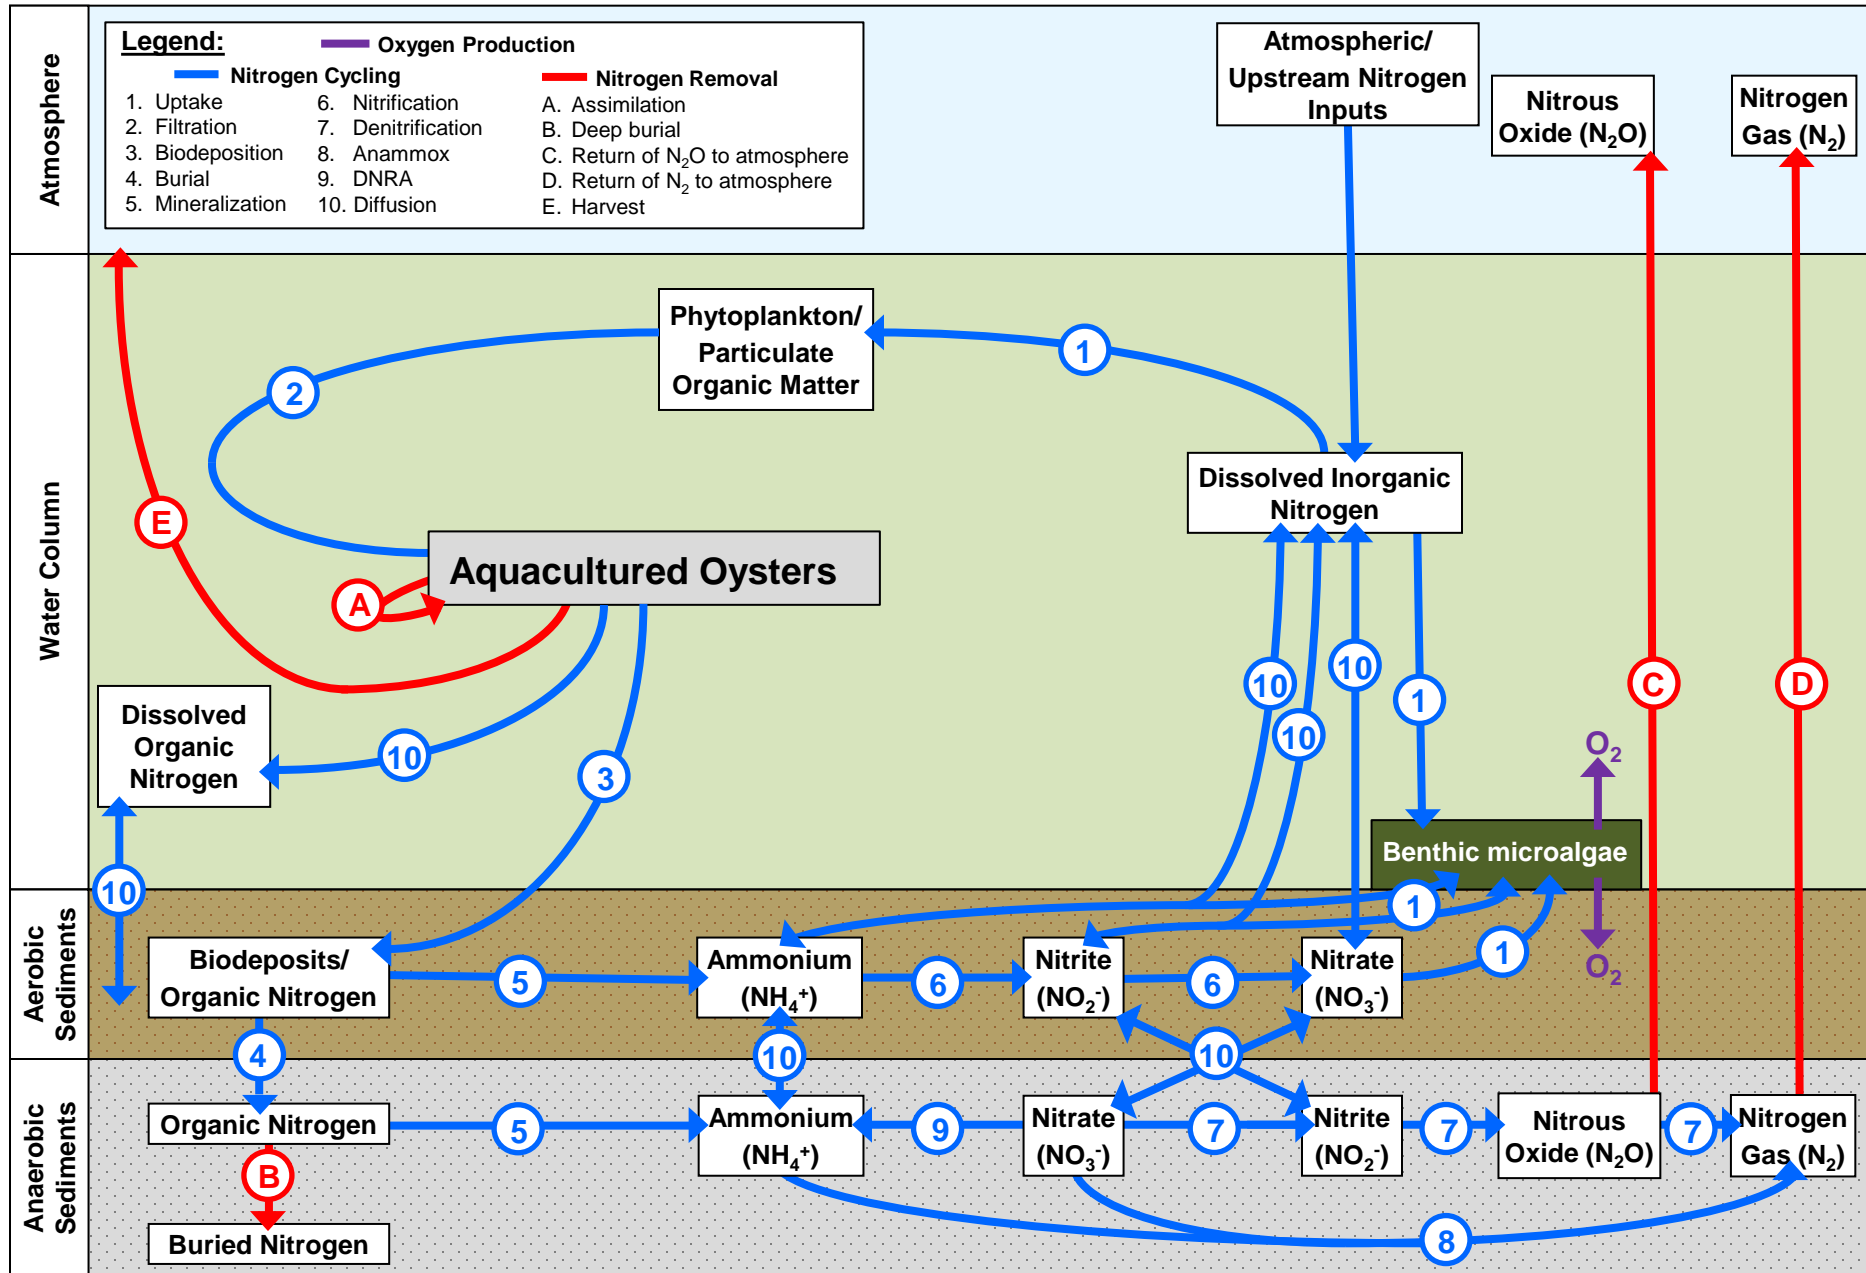 Atmosphere
Legend:
Oxygen Production
Nitrogen Cycling
1. Uptake
2. Filtration
3. Biodeposition
4. Burial
5. Mineralization
6. Nitrification
7. Denitrification
8. Anammox
9. DNRA
10. Diffusion
Nitrogen Removal
A. Assimilation
B. Deep burial
C. Return of N₂O to atmosphere
D. Return of N₂ to atmosphere
E. Harvest
Atmospheric/
Upstream Nitrogen
Inputs
Nitrous
Oxide (N₂O)
Nitrogen
Gas (N₂)
Water Column
Phytoplankton/
Particulate
Organic Matter
1
2
Dissolved Inorganic
Nitrogen
E
Aquacultured Oysters
A
10
10
10
1
C
D
Dissolved
Organic
Nitrogen
10
3
O₂
Benthic microalgae
10
Aerobic
Sediments
1
Biodeposits/
Organic Nitrogen
5
Ammonium
(NH₄⁺)
6
Nitrite
(NO₂⁻)
6
Nitrate
(NO₃⁻)
1
O₂
4
10
10
Anaerobic
Sediments
Organic Nitrogen
5
Ammonium
(NH₄⁺)
9
Nitrate
(NO₃⁻)
7
Nitrite
(NO₂⁻)
7
Nitrous
Oxide (N₂O)
7
Nitrogen
Gas (N₂)
B
8
Buried Nitrogen